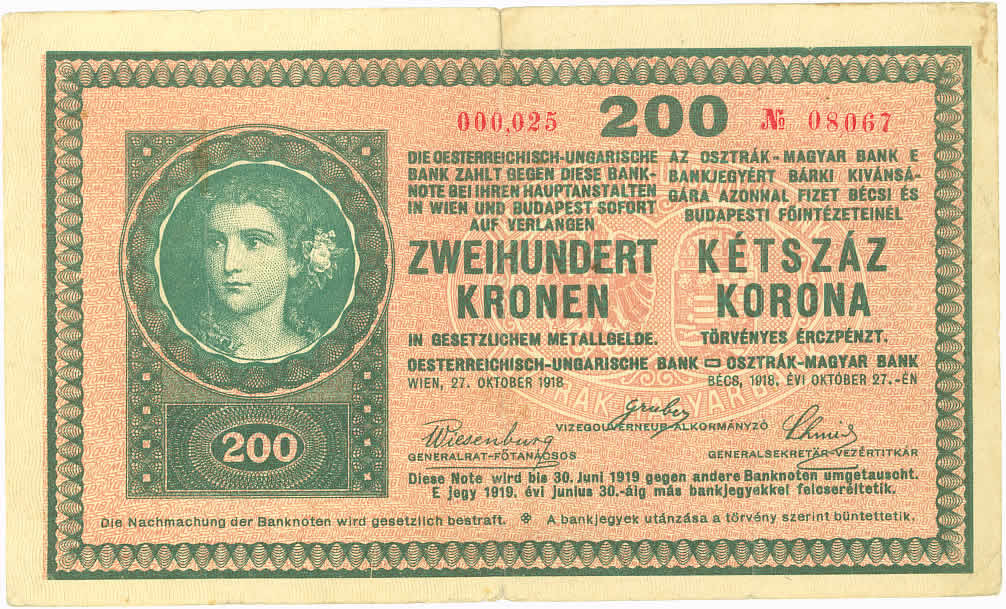 000,025 200 № 08067
DIE OESTERREICHISCH-UNGARISCHE
BANK ZAHLT GEGEN DIESE BANK-
NOTE BEI IHREN HAUPTANSTALTEN
IN WIEN UND BUDAPEST SOFORT
AUF VERLANGEN
ZWEIHUNDERT
KRONEN
IN GESETZLICHEM METALLGELDE.
AZ OSZTRÁK-MAGYAR BANK E
BANKJEGYÉRT BÁRKI KIVÁNSÁ-
GÁRA AZONNAL FIZET BÉCSI ÉS
BUDAPESTI FŐINTÉZETEINÉL
KÉTSZÁZ
KORONA
TÖRVÉNYES ÉRCZPÉNZT.
OESTERREICHISCH-UNGARISCHE BANK
OSZTRÁK-MAGYAR BANK
WIEN, 27. OKTOBER 1918.
BÉCS, 1918. ÉVI OKTÓBER 27.-ÉN
Gruber
VIZEGOUVERNEUR-ALKORMÁNYZÓ
Wiesenburg
GENERALRAT-FŐTANÁCSOS
Schmid
GENERALSEKRETÄR-VEZÉRTITKÁR
200
Diese Note wird bis 30. Juni 1919 gegen andere Banknoten umgetauscht.
E jegy 1919. évi junius 30.-áig más bankjegyekkel felcseréltetik.
Die Nachmachung der Banknoten wird gesetzlich bestraft. A bankjegyek utánzása a törvény szerint büntettetik.